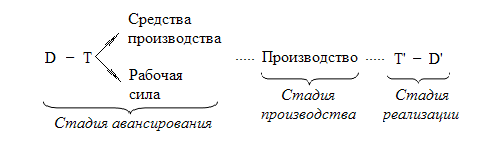 Средства
производства
D – T ..... Производство ..... T' – D'
Рабочая
сила
Стадия авансирования
Стадия
производства
Стадия
реализации